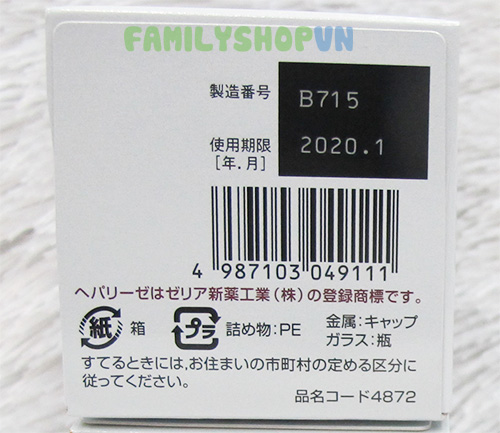 FAMILYSHOPVN
製造番号 B715
使用期限 2020.1
[年.月]
4 987103 049111
ヘパリーゼはゼリア新薬工業(株)の登録商標です。
紙 箱 プラ 詰め物:PE 金属:キャップ
ガラス:瓶
すてるときには、お住まいの市町村の定める区分に
従ってください。
品名コード4872